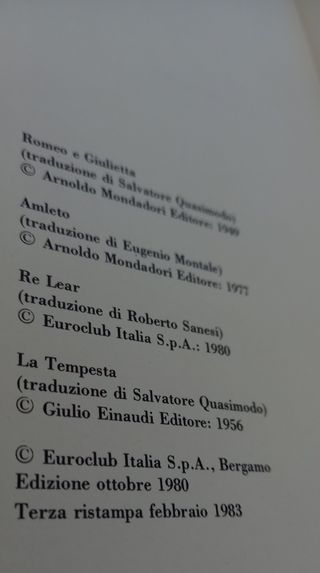 Romeo e Giulietta
(traduzione di Salvatore Quasimodo)
© Arnoldo Mondadori Editore: 1949
Amleto
(traduzione di Eugenio Montale)
© Arnoldo Mondadori Editore: 1977
Re Lear
(traduzione di Roberto Sanesi)
© Euroclub Italia S.p.A.: 1980
La Tempesta
(traduzione di Salvatore Quasimodo)
© Giulio Einaudi Editore: 1956
© Euroclub Italia S.p.A., Bergamo
Edizione ottobre 1980
Terza ristampa febbraio 1983